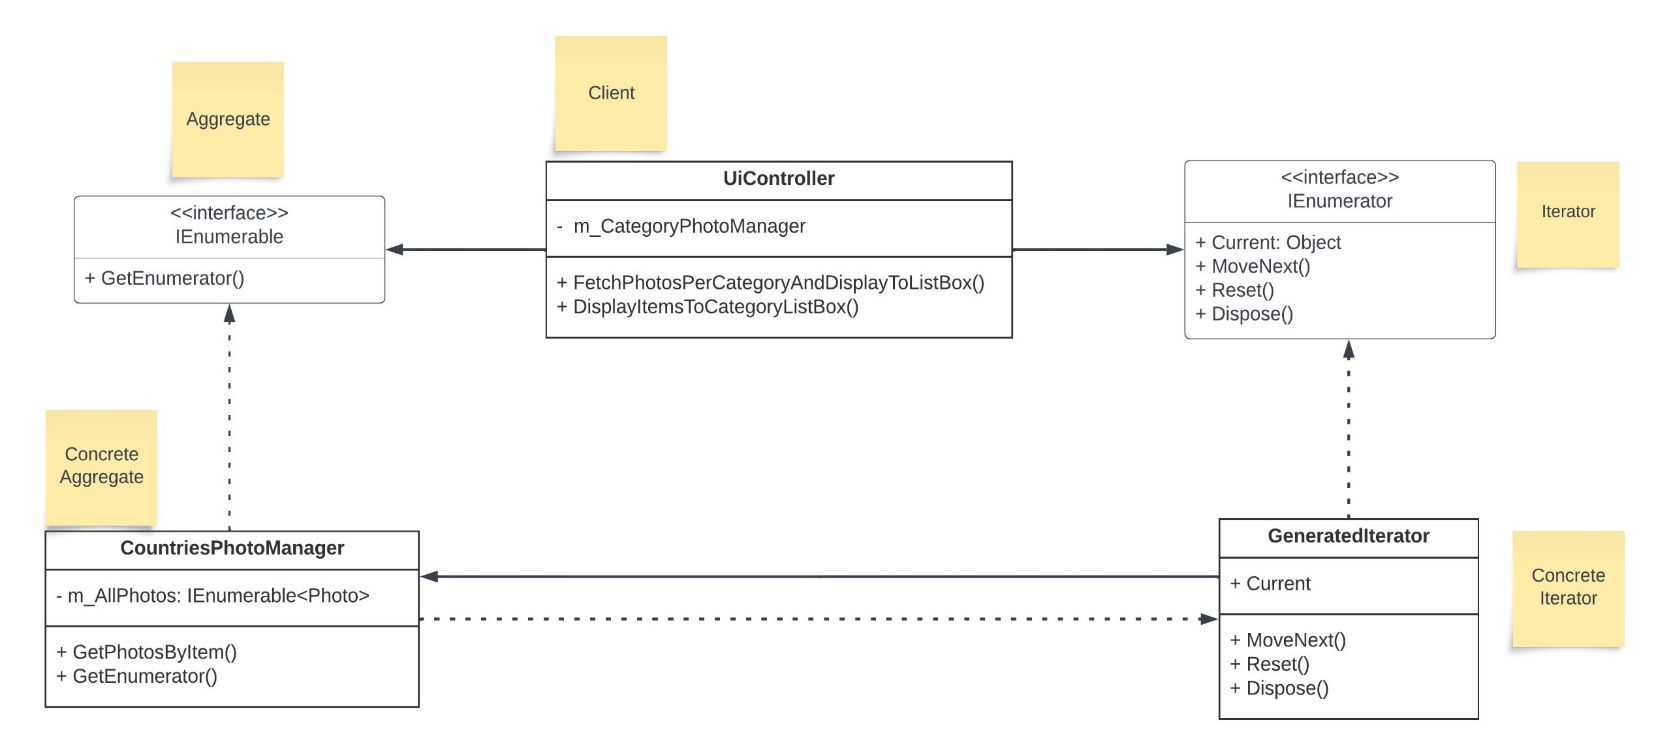 Client
Aggregate
<<interface>>
IEnumerable
+ GetEnumerator()
UiController
- m_CategoryPhotoManager
+ FetchPhotosPerCategoryAndDisplayToListBox()
+ DisplayItemsToCategoryListBox()
<<interface>>
IEnumerator
+ Current: Object
+ MoveNext()
+ Reset()
+ Dispose()
Iterator
Concrete
Aggregate
CountriesPhotoManager
- m_AllPhotos: IEnumerable<Photo>
+ GetPhotosByItem()
+ GetEnumerator()
GeneratedIterator
+ Current
+ MoveNext()
+ Reset()
+ Dispose()
Concrete
Iterator